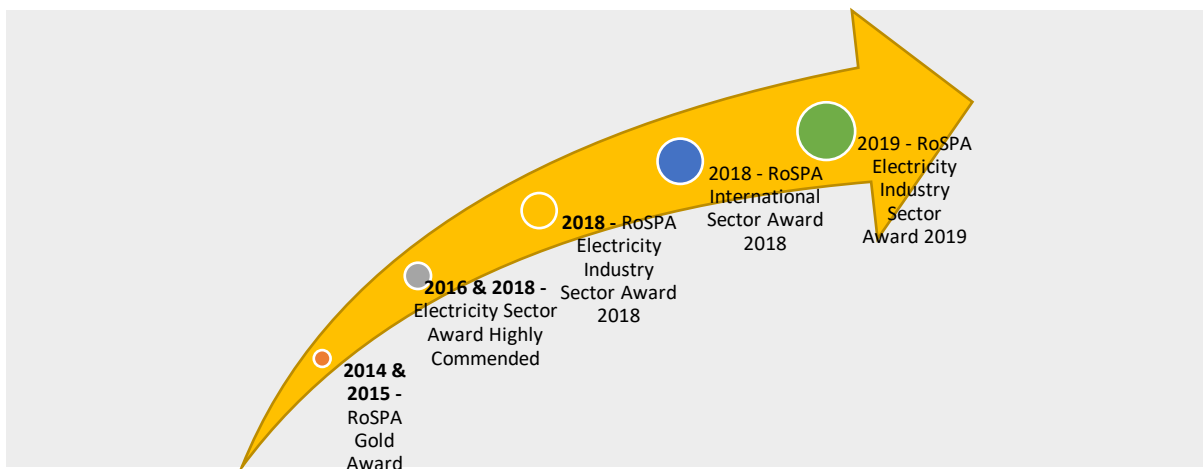 2014 &
2015 -
RoSPA
Gold
Award
2016 & 2018 -
Electricity Sector
Award Highly
Commended
2018 - RoSPA
Electricity
Industry
Sector Award
2018
2018 - RoSPA
International
Sector Award
2018
2019 - RoSPA
Electricity
Industry
Sector
Award 2019